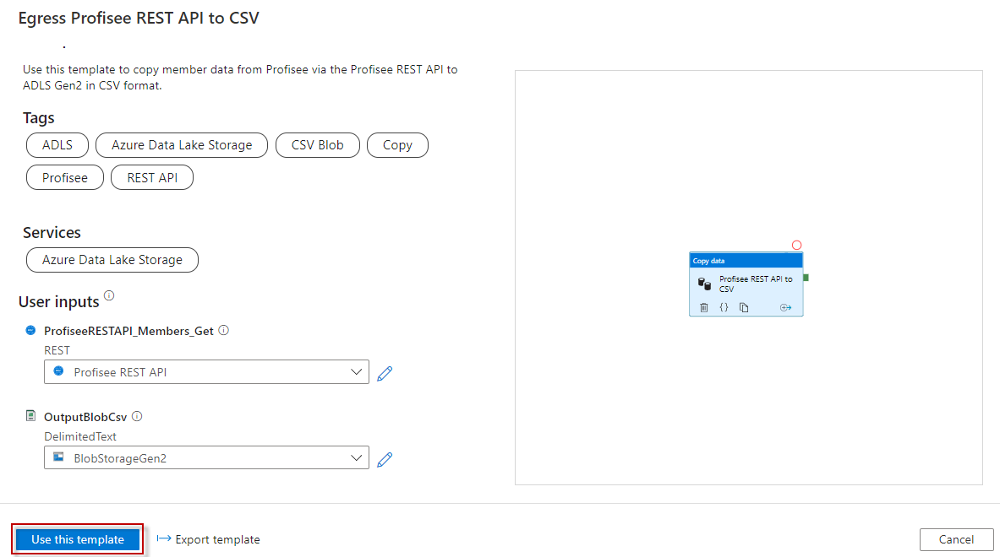 Egress Profisee REST API to CSV
.
Use this template to copy member data from Profisee via the Profisee REST API to
ADLS Gen2 in CSV format.
Tags
ADLS
Azure Data Lake Storage
CSV Blob
Copy
Profisee
REST API
Services
Azure Data Lake Storage
User inputs
ProfiseeRESTAPI_Members_Get
REST
Profisee REST API
OutputBlobCsv
DelimitedText
BlobStorageGen2
Copy data
Profisee REST API to
CSV
{}
Use this template
Export template
Cancel